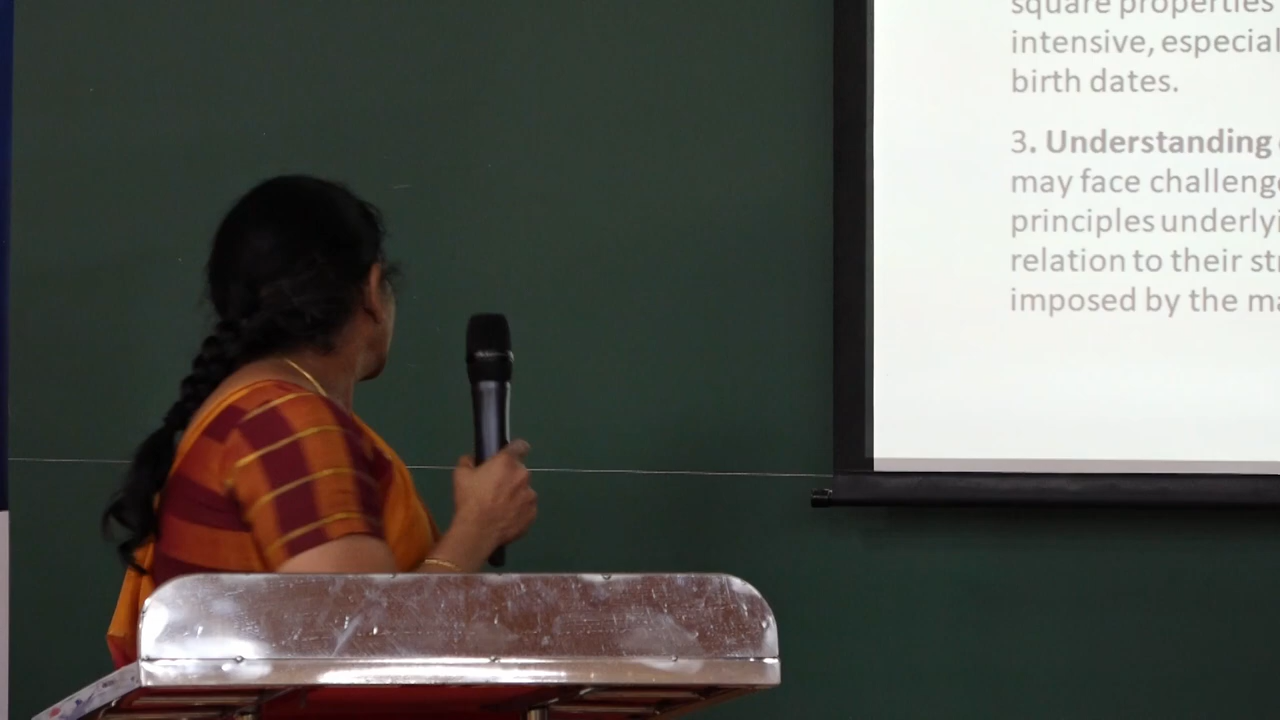 square properties
intensive, especial
birth dates.
3. Understanding
may face challeng
principles underlyi
relation to their st
imposed by the ma